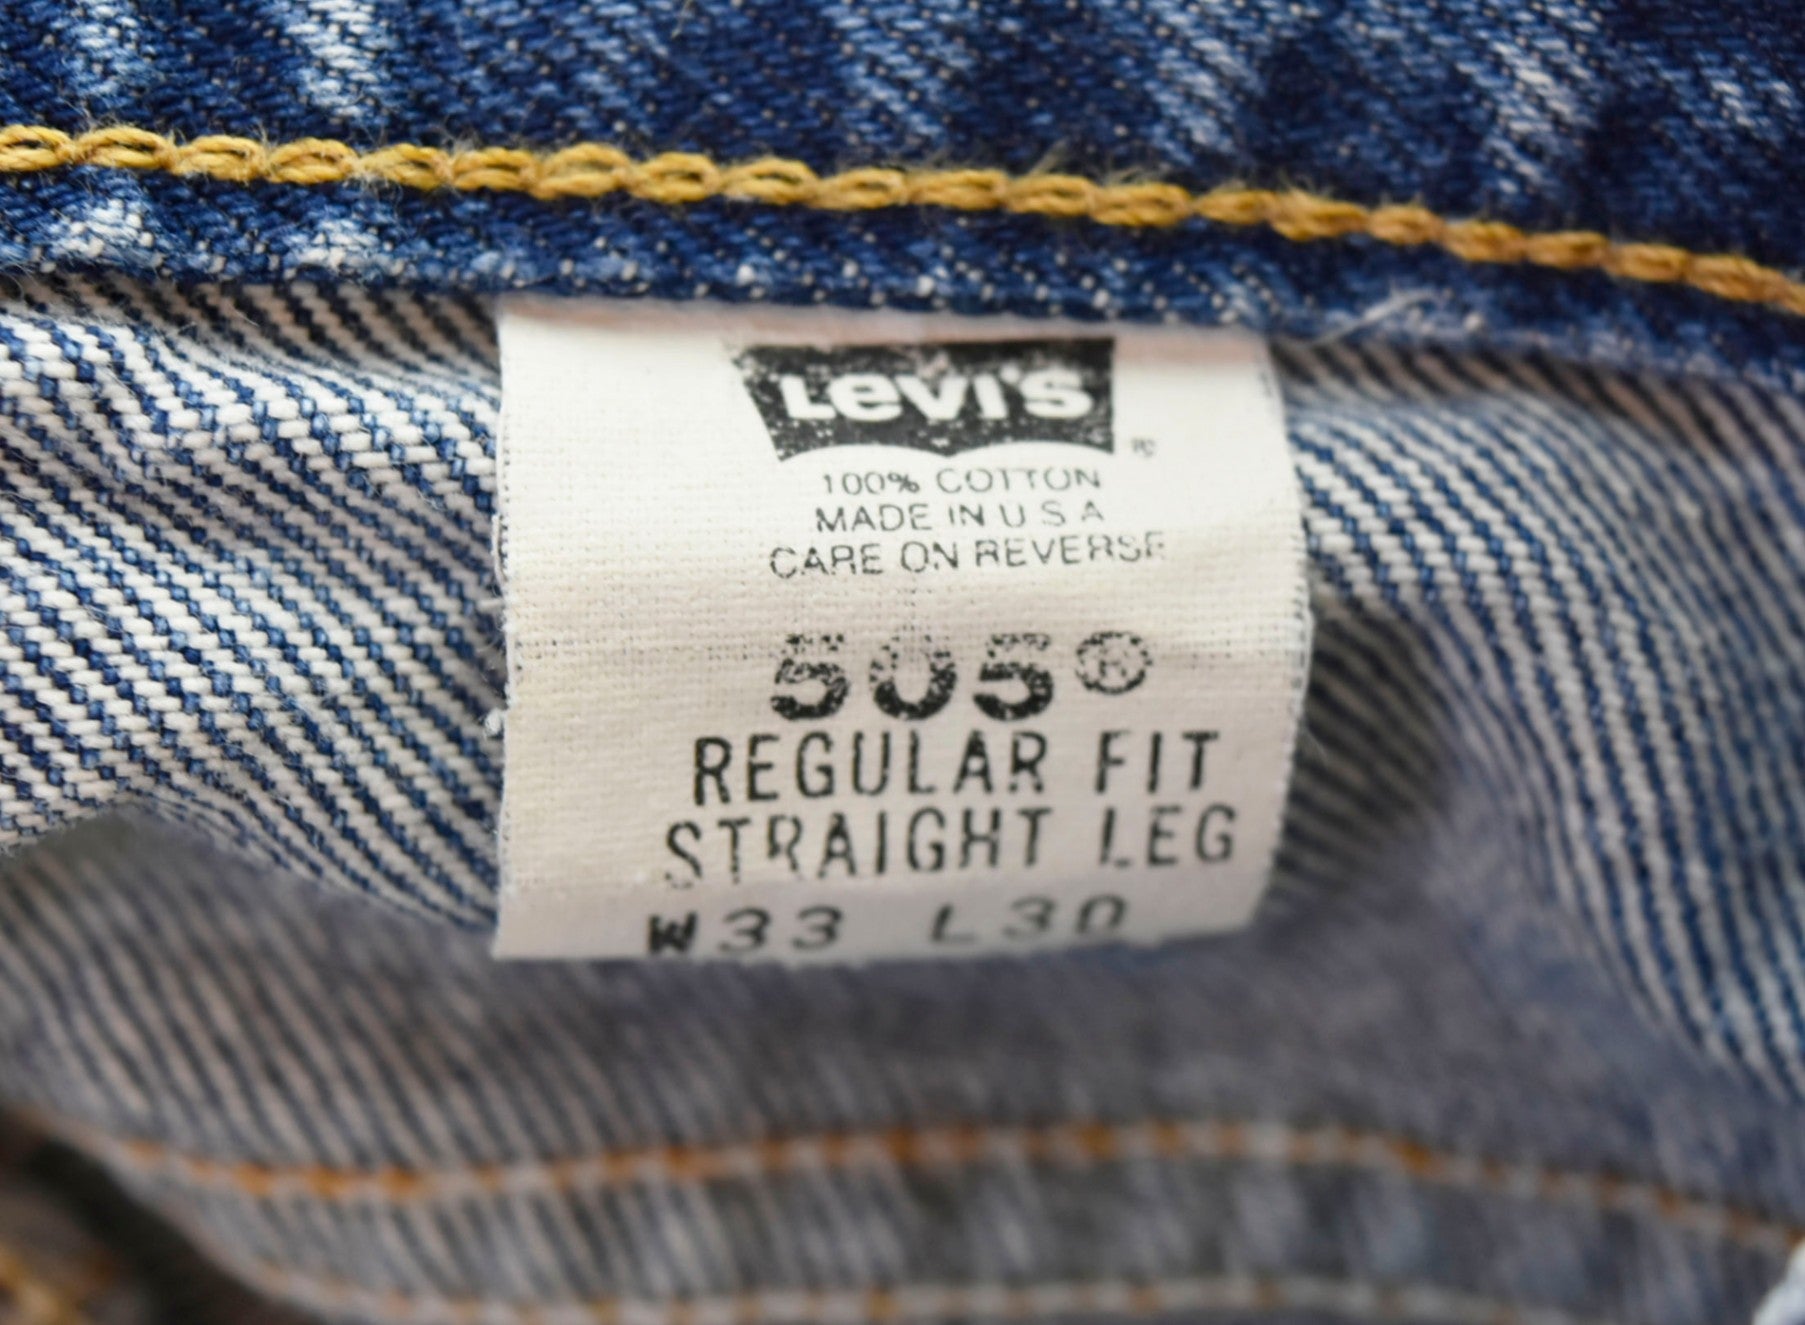 Levi's ®
100% COTTON
MADE IN U S A
CARE ON REVERSE
505®
REGULAR FIT
STRAIGHT LEG
W33 L30